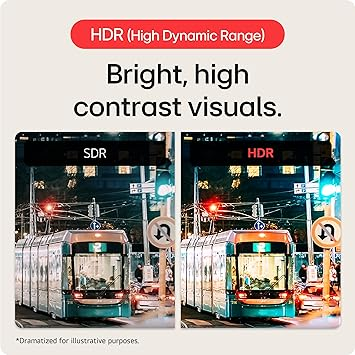 HDR (High Dynamic Range)
Bright, high
contrast visuals.
SDR
HDR
*Dramatized for illustrative purposes.